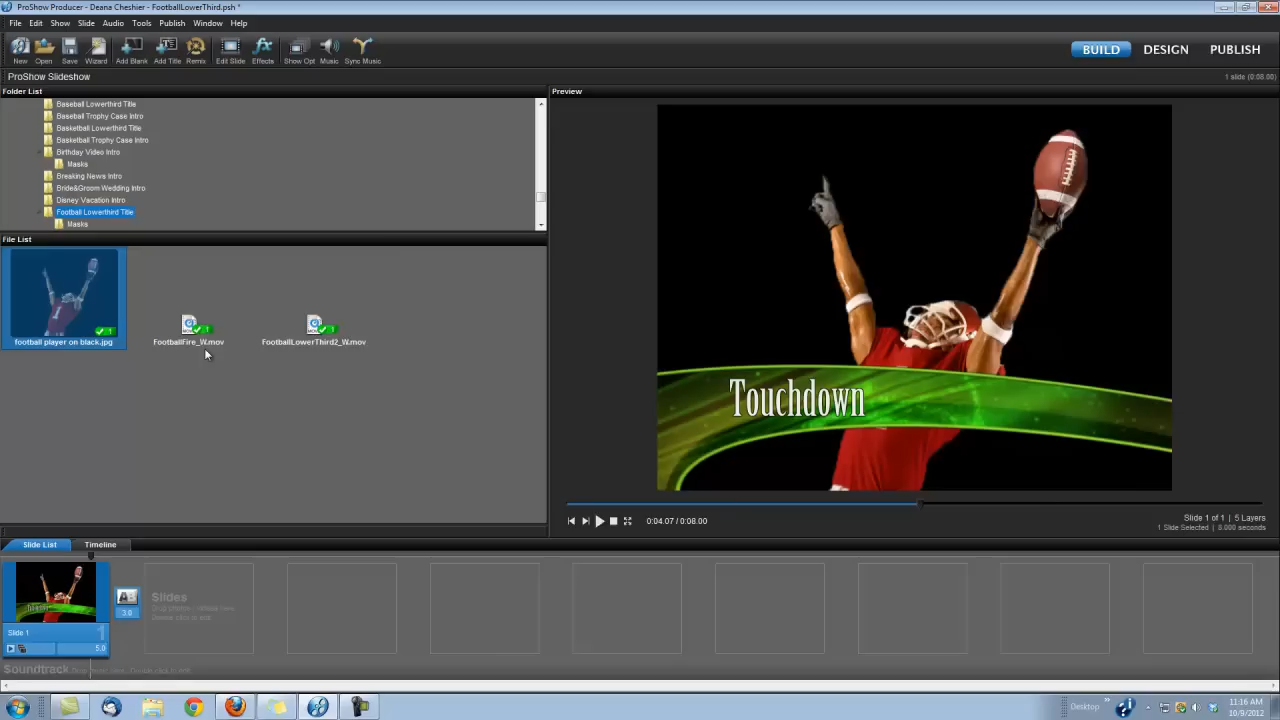 ProShow Producer - Deana Cheshier - FootballLowerThird.psh *
File Edit Show Slide Audio Tools Publish Window Help
New Open Save Wizard Add Blank Add Title Remix Edit Slide Effects Show Opt Music Sync Music
BUILD DESIGN PUBLISH
ProShow Slideshow
1 slide (0:08.00)
Folder List
Preview
Baseball Lowerthird Title
Baseball Trophy Case Intro
Basketball Lowerthird Title
Basketball Trophy Case Intro
Birthday Video Intro
Masks
Breaking News Intro
Bride&Groom Wedding Intro
Disney Vacation Intro
Football Lowerthird Title
Masks
File List
football player on black.jpg
FootballFire_W.mov
FootballLowerThird2_W.mov
Touchdown
0:04.07 / 0:08.00
Slide 1 of 1 | 5 Layers
1 Slide Selected | 8.000 seconds
Slide List Timeline
Touchdown
Slide 1
1
5.0
3.0
Slides
Soundtrack
Desktop
11:16 AM
10/9/2012